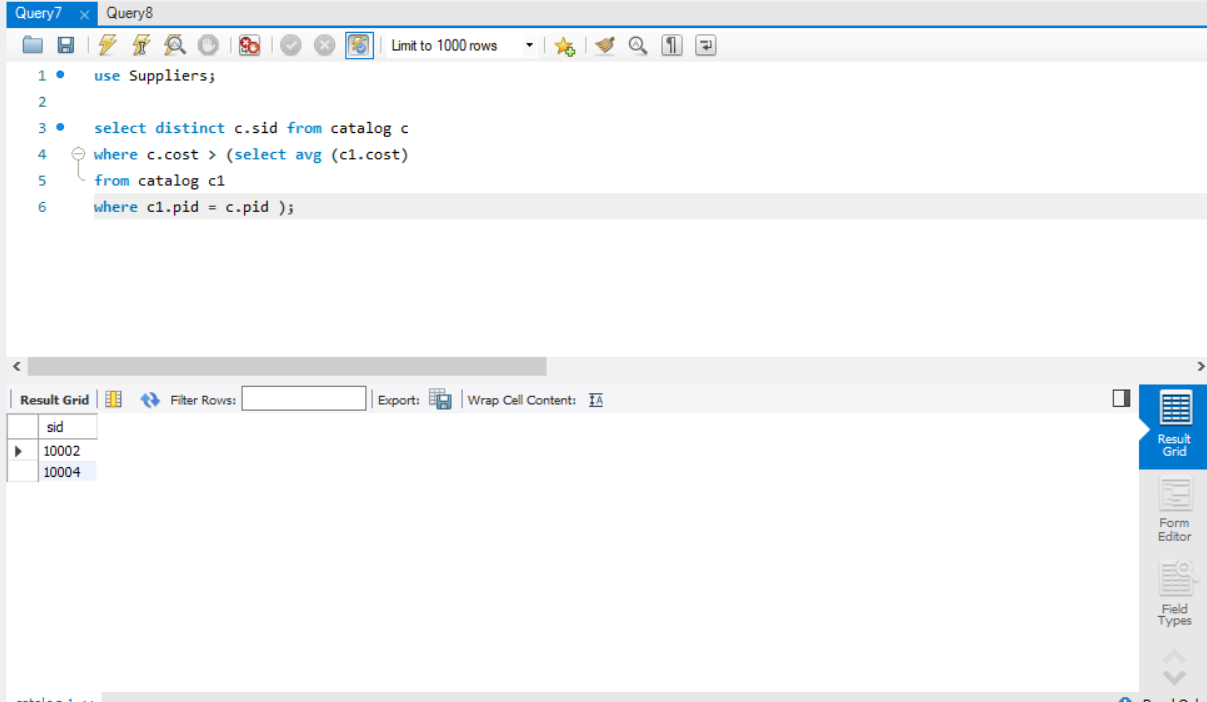 Query7 × Query8
Limit to 1000 rows
1 use Suppliers;
2
3 select distinct c.sid from catalog c
4 where c.cost > (select avg (c1.cost)
5 from catalog c1
6 where c1.pid = c.pid );
Result Grid Filter Rows: Export: Wrap Cell Content: IA
sid
10002
10004
Result
Grid
Form
Editor
Field
Types